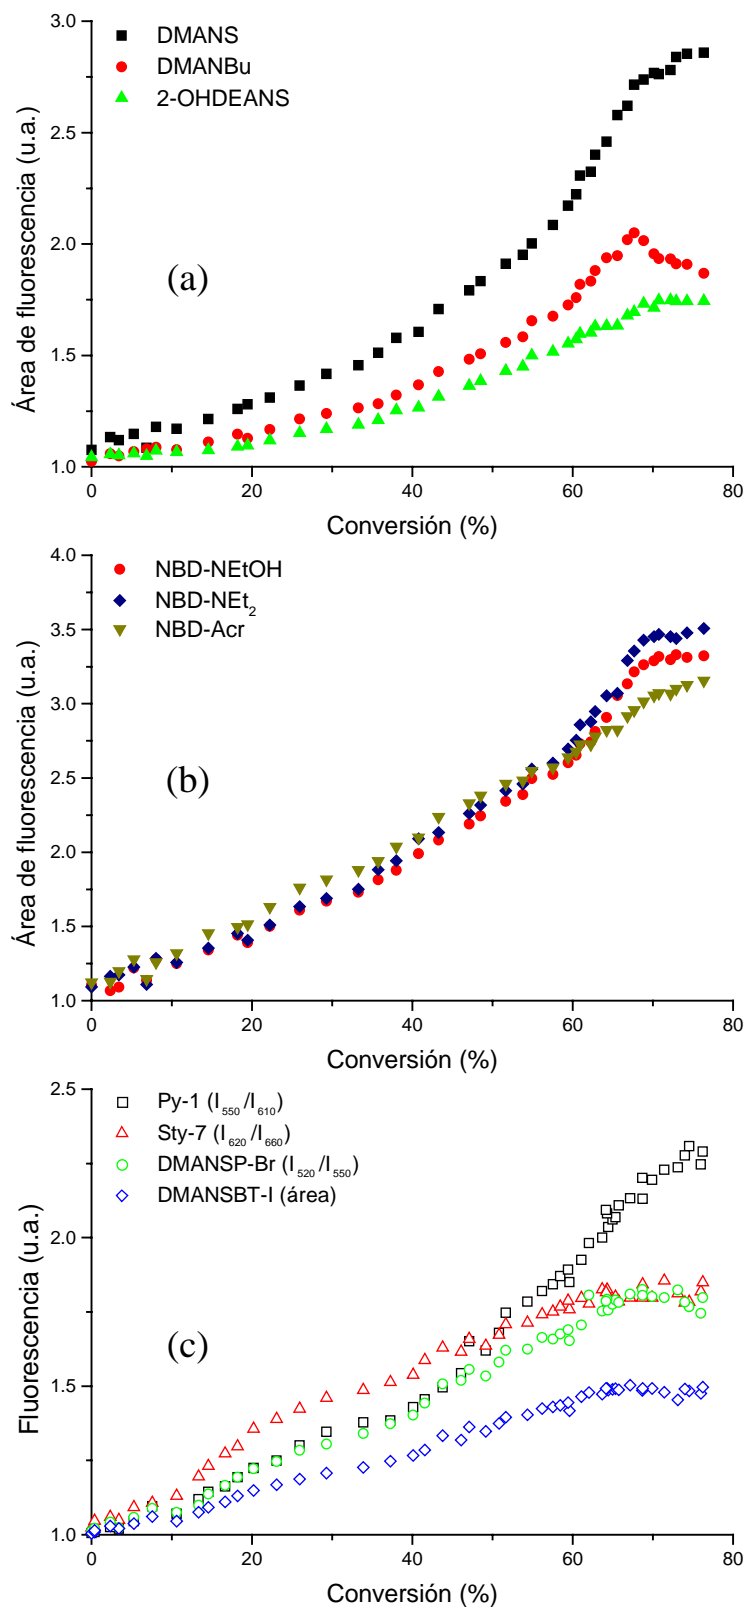 3.0
DMANS
DMANBu
2-OHDEANS
2.5
2.0
(a)
1.5
1.0
Área de fluorescencia (u.a.)
0 20 40 60 80
Conversión (%)
4.0
NBD-NEtOH
NBD-NEt₂
NBD-Acr
3.5
3.0
2.5
(b)
2.0
1.5
1.0
Área de fluorescencia (u.a.)
0 20 40 60 80
Conversión (%)
2.5
Py-1 (I₅₅₀/I₆₁₀)
Sty-7 (I₆₂₀/I₆₆₀)
DMANSP-Br (I₅₂₀/I₅₅₀)
DMANSBT-I (área)
2.0
(c)
1.5
1.0
Fluorescencia (u.a.)
0 20 40 60 80
Conversión (%)